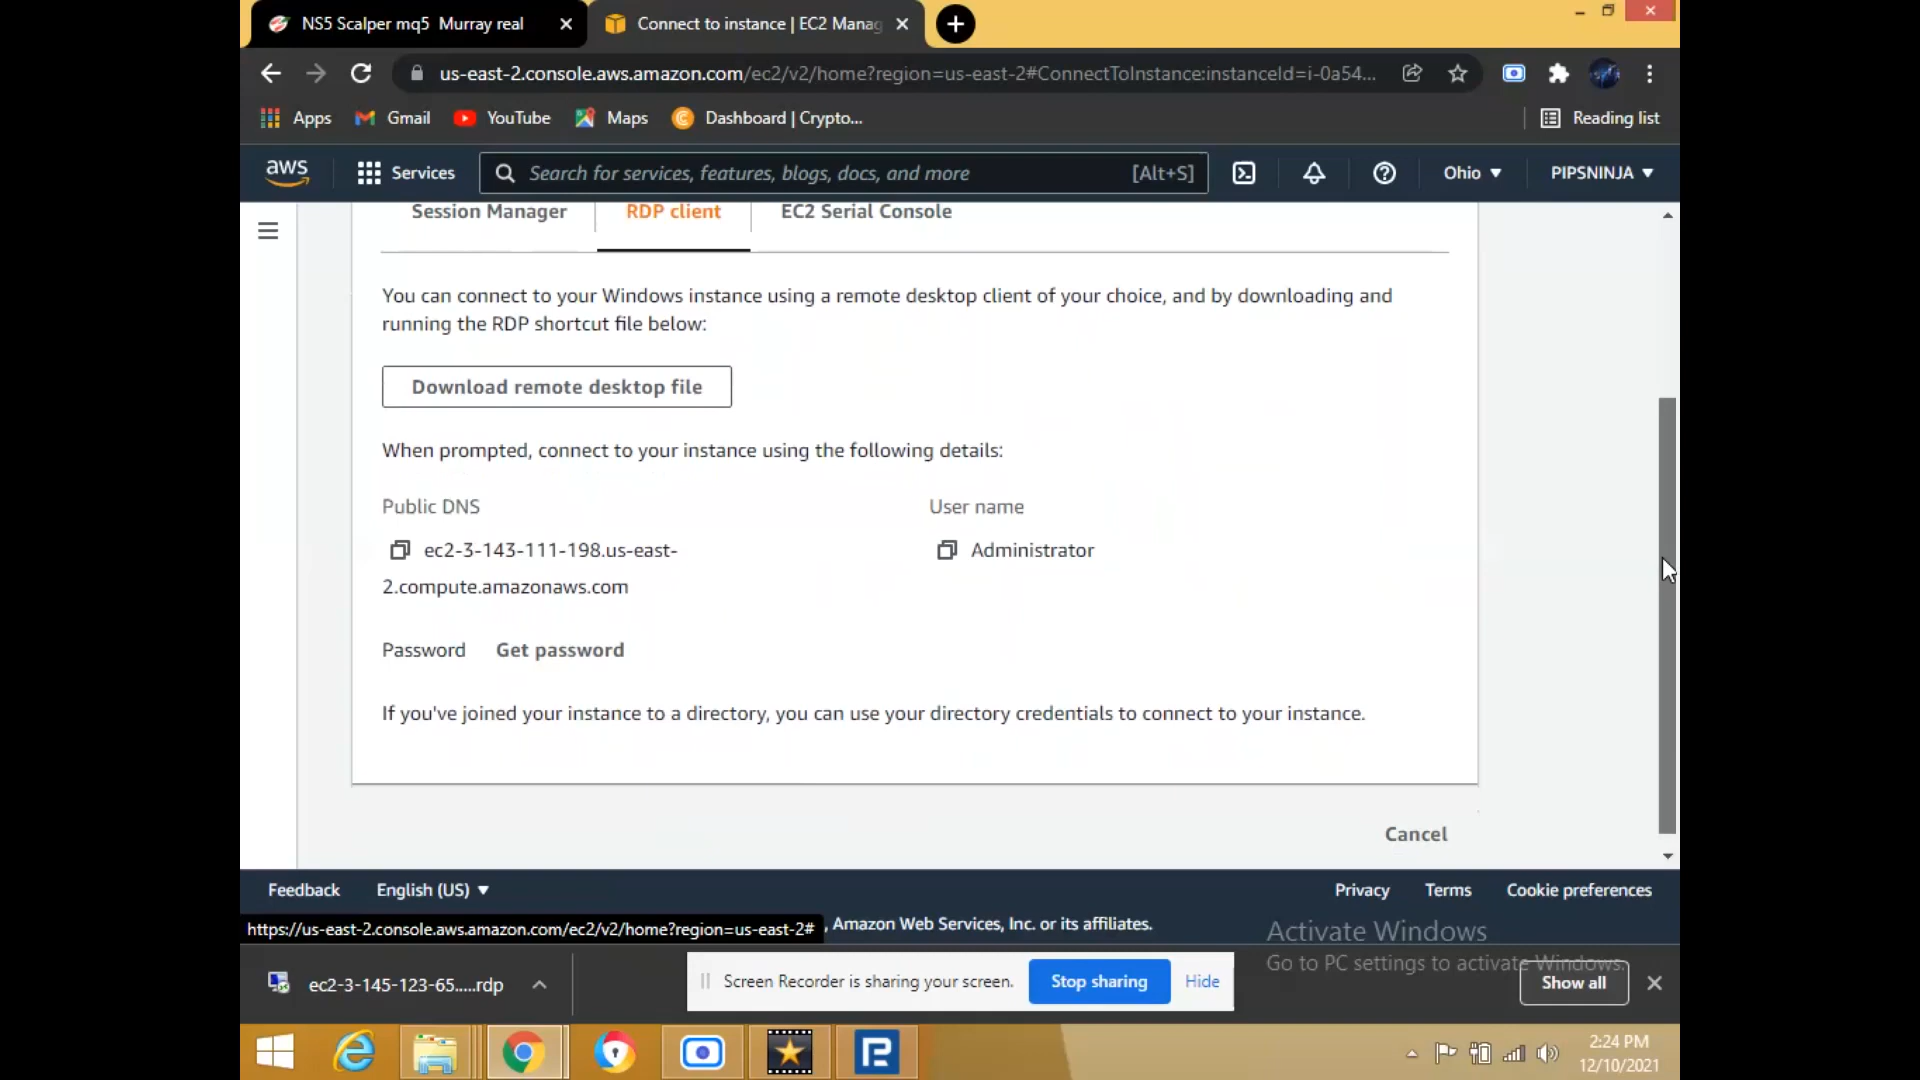 NS5 Scalper mq5 Murray real
Connect to instance | EC2 Manag
us-east-2.console.aws.amazon.com/ec2/v2/home?region=us-east-2#ConnectToInstance:instanceId=i-0a54...
Apps
Gmail
YouTube
Maps
Dashboard | Crypto...
Reading list
aws
Services
Search for services, features, blogs, docs, and more
[Alt+S]
Ohio
PIPSNINJA
Session Manager
RDP client
EC2 Serial Console
You can connect to your Windows instance using a remote desktop client of your choice, and by downloading and
running the RDP shortcut file below:
Download remote desktop file
When prompted, connect to your instance using the following details:
Public DNS
User name
ec2-3-143-111-198.us-east-
2.compute.amazonaws.com
Administrator
Password
Get password
If you've joined your instance to a directory, you can use your directory credentials to connect to your instance.
Cancel
Feedback
English (US)
Privacy
Terms
Cookie preferences
https://us-east-2.console.aws.amazon.com/ec2/v2/home?region=us-east-2#
, Amazon Web Services, Inc. or its affiliates.
Activate Windows
Go to PC settings to activate Windows.
ec2-3-145-123-65.....rdp
Screen Recorder is sharing your screen.
Stop sharing
Hide
Show all
2:24 PM
12/10/2021